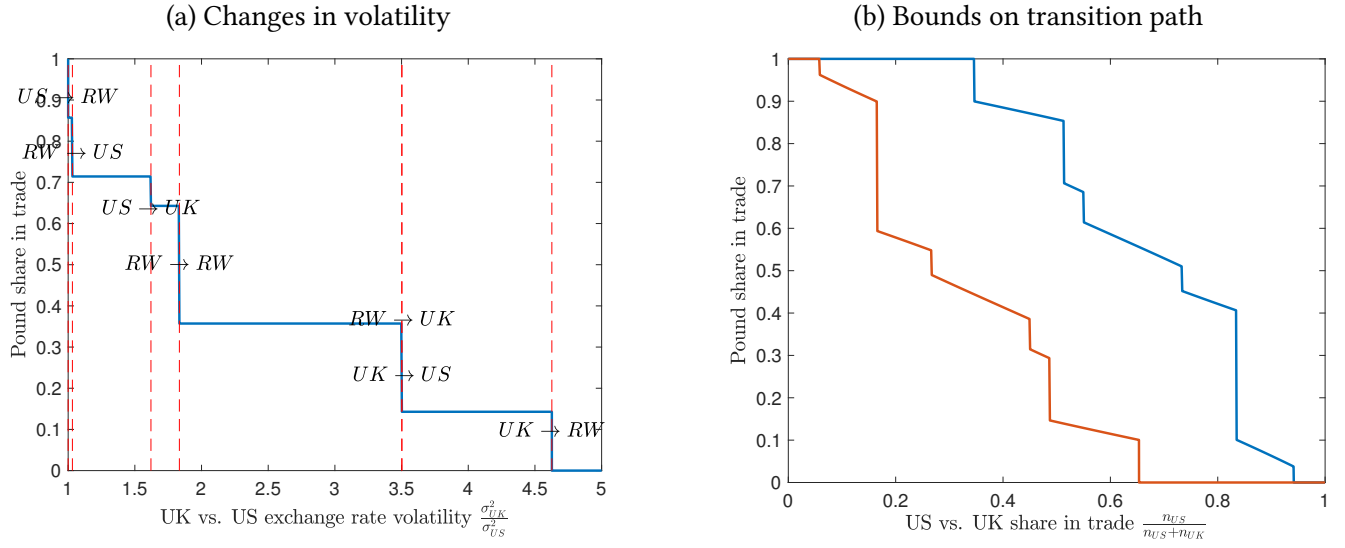 (a) Changes in volatility
Pound share in trade
1
0.9
0.8
0.7
0.6
0.5
0.4
0.3
0.2
0.1
0
US → RW
RW → US
US → UK
RW → RW
RW → UK
UK → US
UK → RW
1 1.5 2 2.5 3 3.5 4 4.5 5
UK vs. US exchange rate volatility σ²_UK / σ²_US
(b) Bounds on transition path
Pound share in trade
1
0.9
0.8
0.7
0.6
0.5
0.4
0.3
0.2
0.1
0
0 0.2 0.4 0.6 0.8 1
US vs. UK share in trade n_US / n_US + n_UK